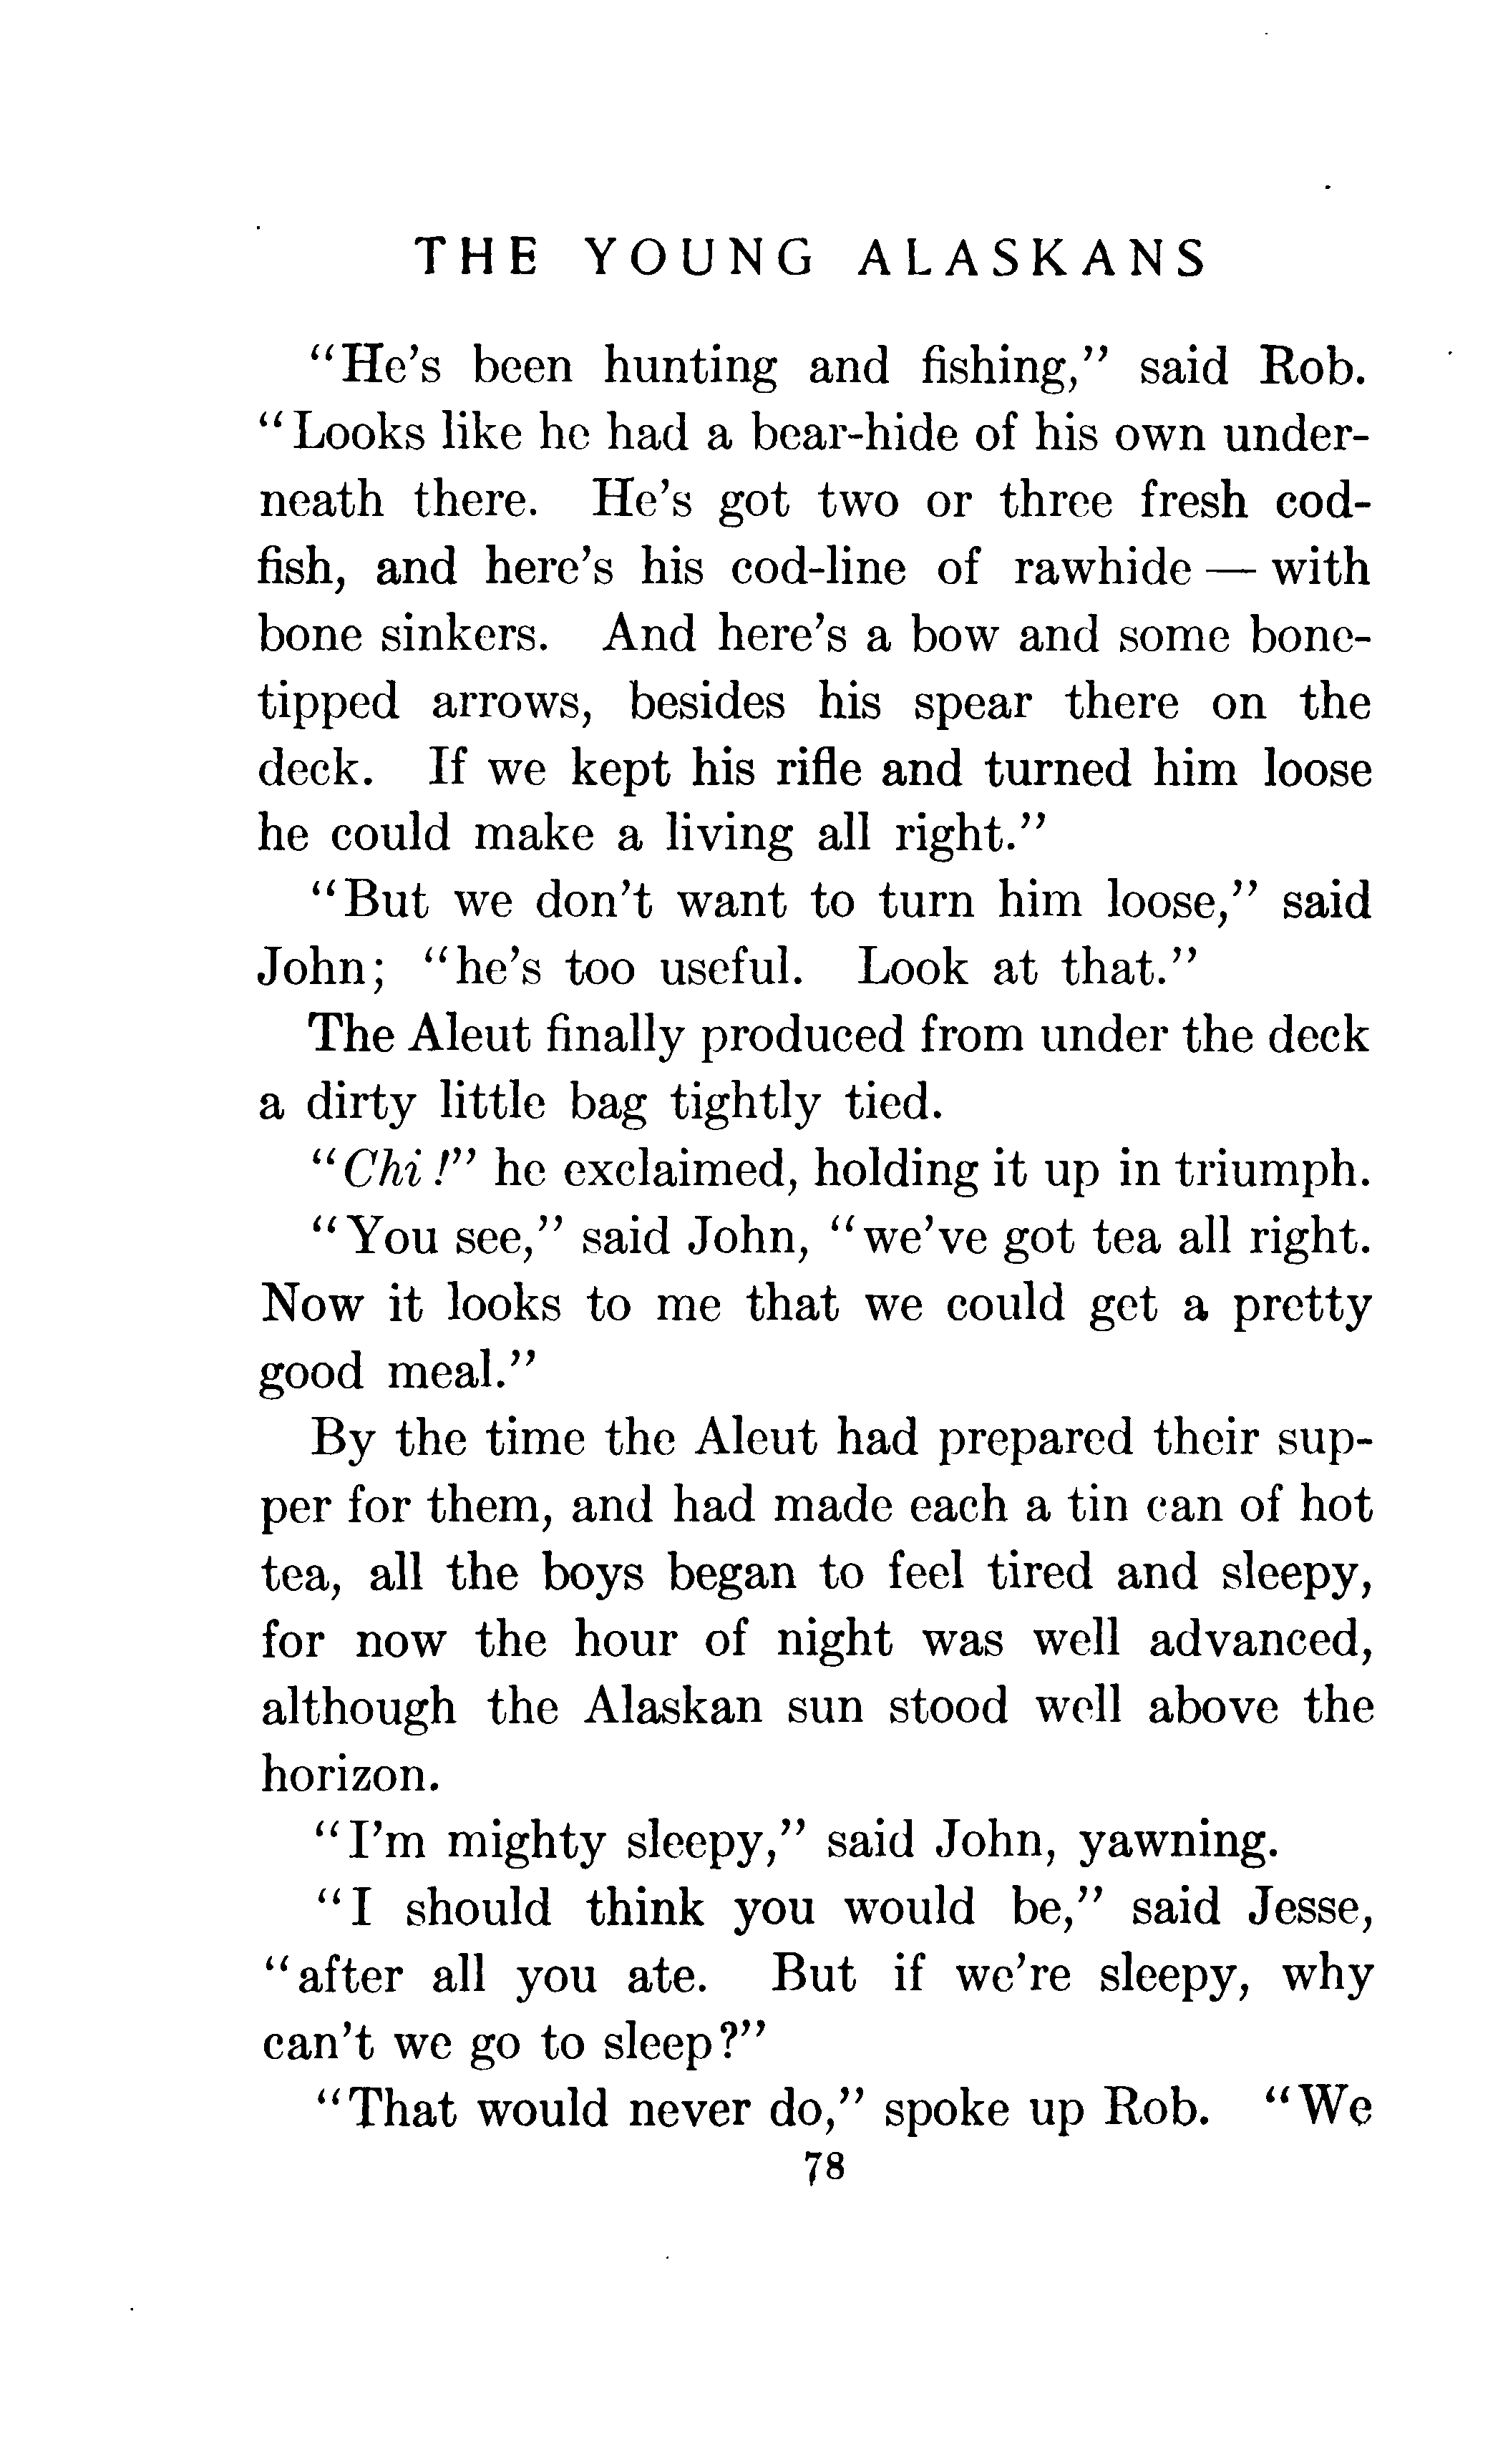 THE YOUNG ALASKANS
"He's been hunting and fishing," said Rob.
"Looks like he had a bear-hide of his own under-
neath there. He's got two or three fresh cod-
fish, and here's his cod-line of rawhide — with
bone sinkers. And here's a bow and some bone-
tipped arrows, besides his spear there on the
deck. If we kept his rifle and turned him loose
he could make a living all right."
"But we don't want to turn him loose," said
John; "he's too useful. Look at that."
The Aleut finally produced from under the deck
a dirty little bag tightly tied.
"Chi!" he exclaimed, holding it up in triumph.
"You see," said John, "we've got tea all right.
Now it looks to me that we could get a pretty
good meal."
By the time the Aleut had prepared their sup-
per for them, and had made each a tin can of hot
tea, all the boys began to feel tired and sleepy,
for now the hour of night was well advanced,
although the Alaskan sun stood well above the
horizon.
"I'm mighty sleepy," said John, yawning.
"I should think you would be," said Jesse,
"after all you ate. But if we're sleepy, why
can't we go to sleep?"
"That would never do," spoke up Rob. "We
78